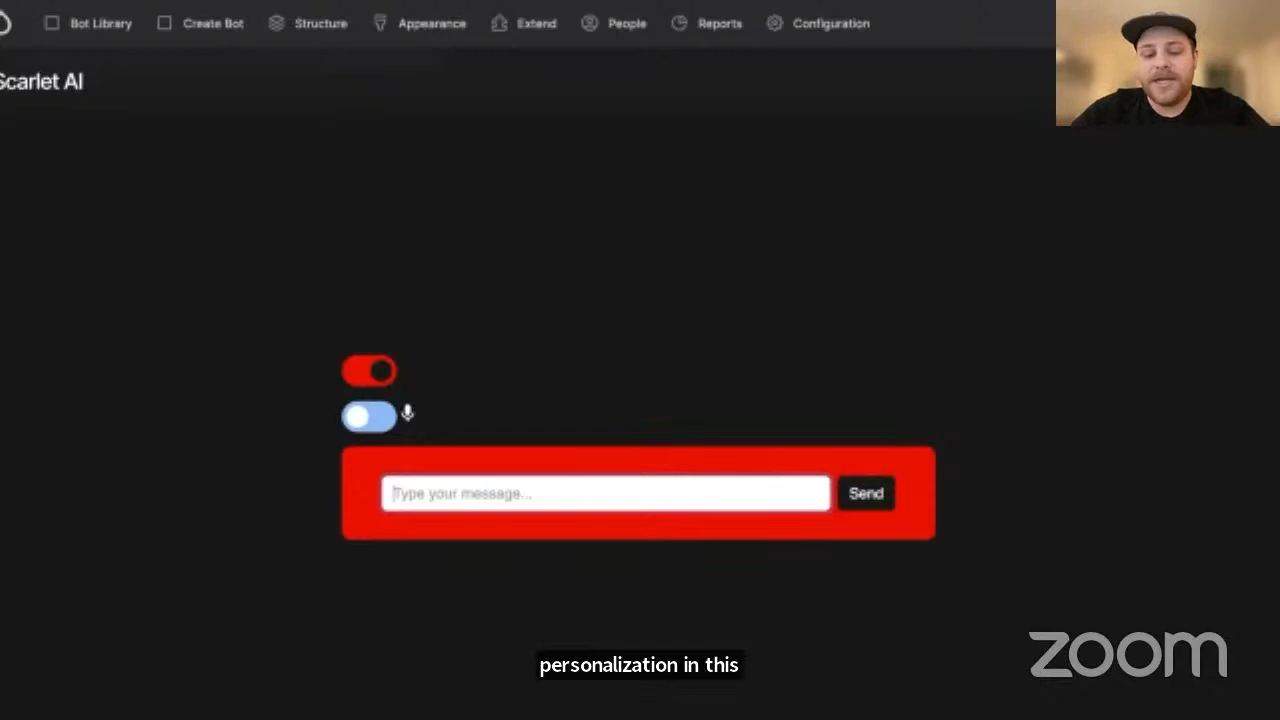 Bot Library Create Bot Structure Appearance Extend People Reports Configuration
Scarlet AI
Type your message...
Send
personalization in this
zoom